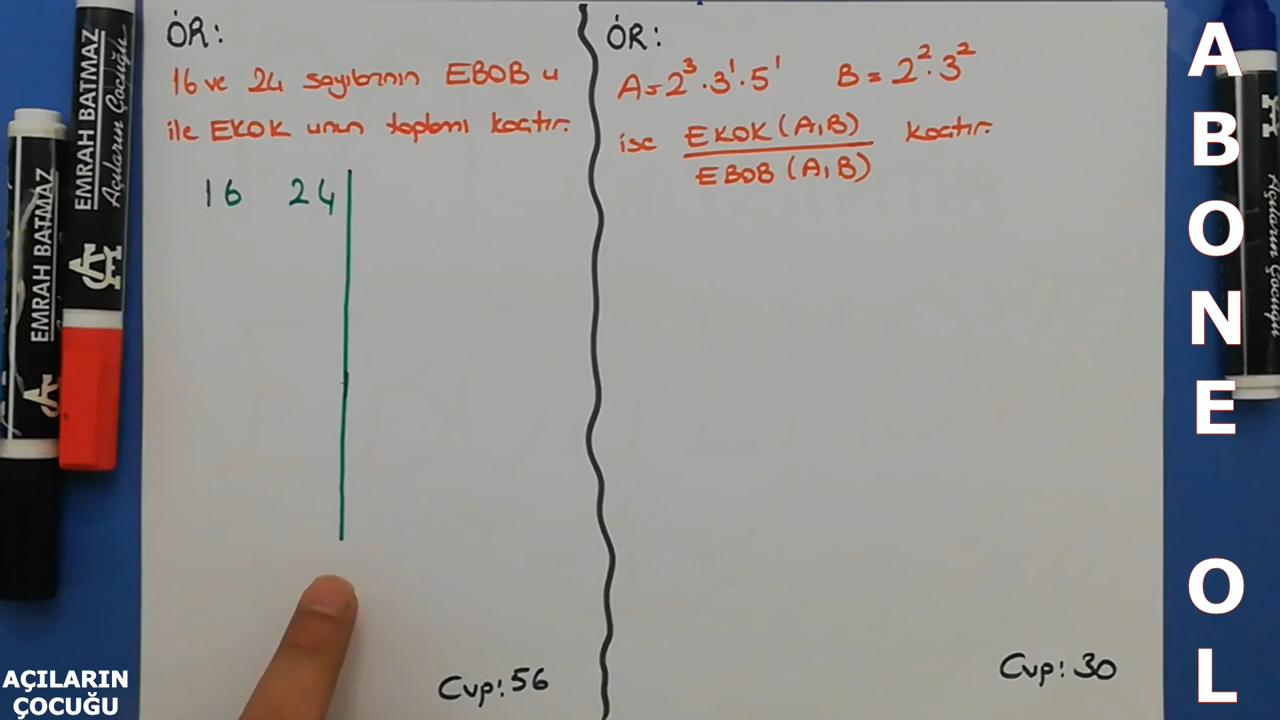 ÖR:
16 ve 24 sayılarının EBOB u
ile EKOK unun toplamı kaçtır.
16 24
Cvp: 56
ÖR:
A = 2³ · 3¹ · 5¹ B = 2² · 3²
ise EKOK (A,B) / EBOB (A,B) kaçtır.
Cvp: 30
EMRAH BATMAZ
EMRAH BATMAZ
Açıların Çocuğu
Açıların Çocuğu
AÇILARIN
ÇOCUĞU
ABONE
OL